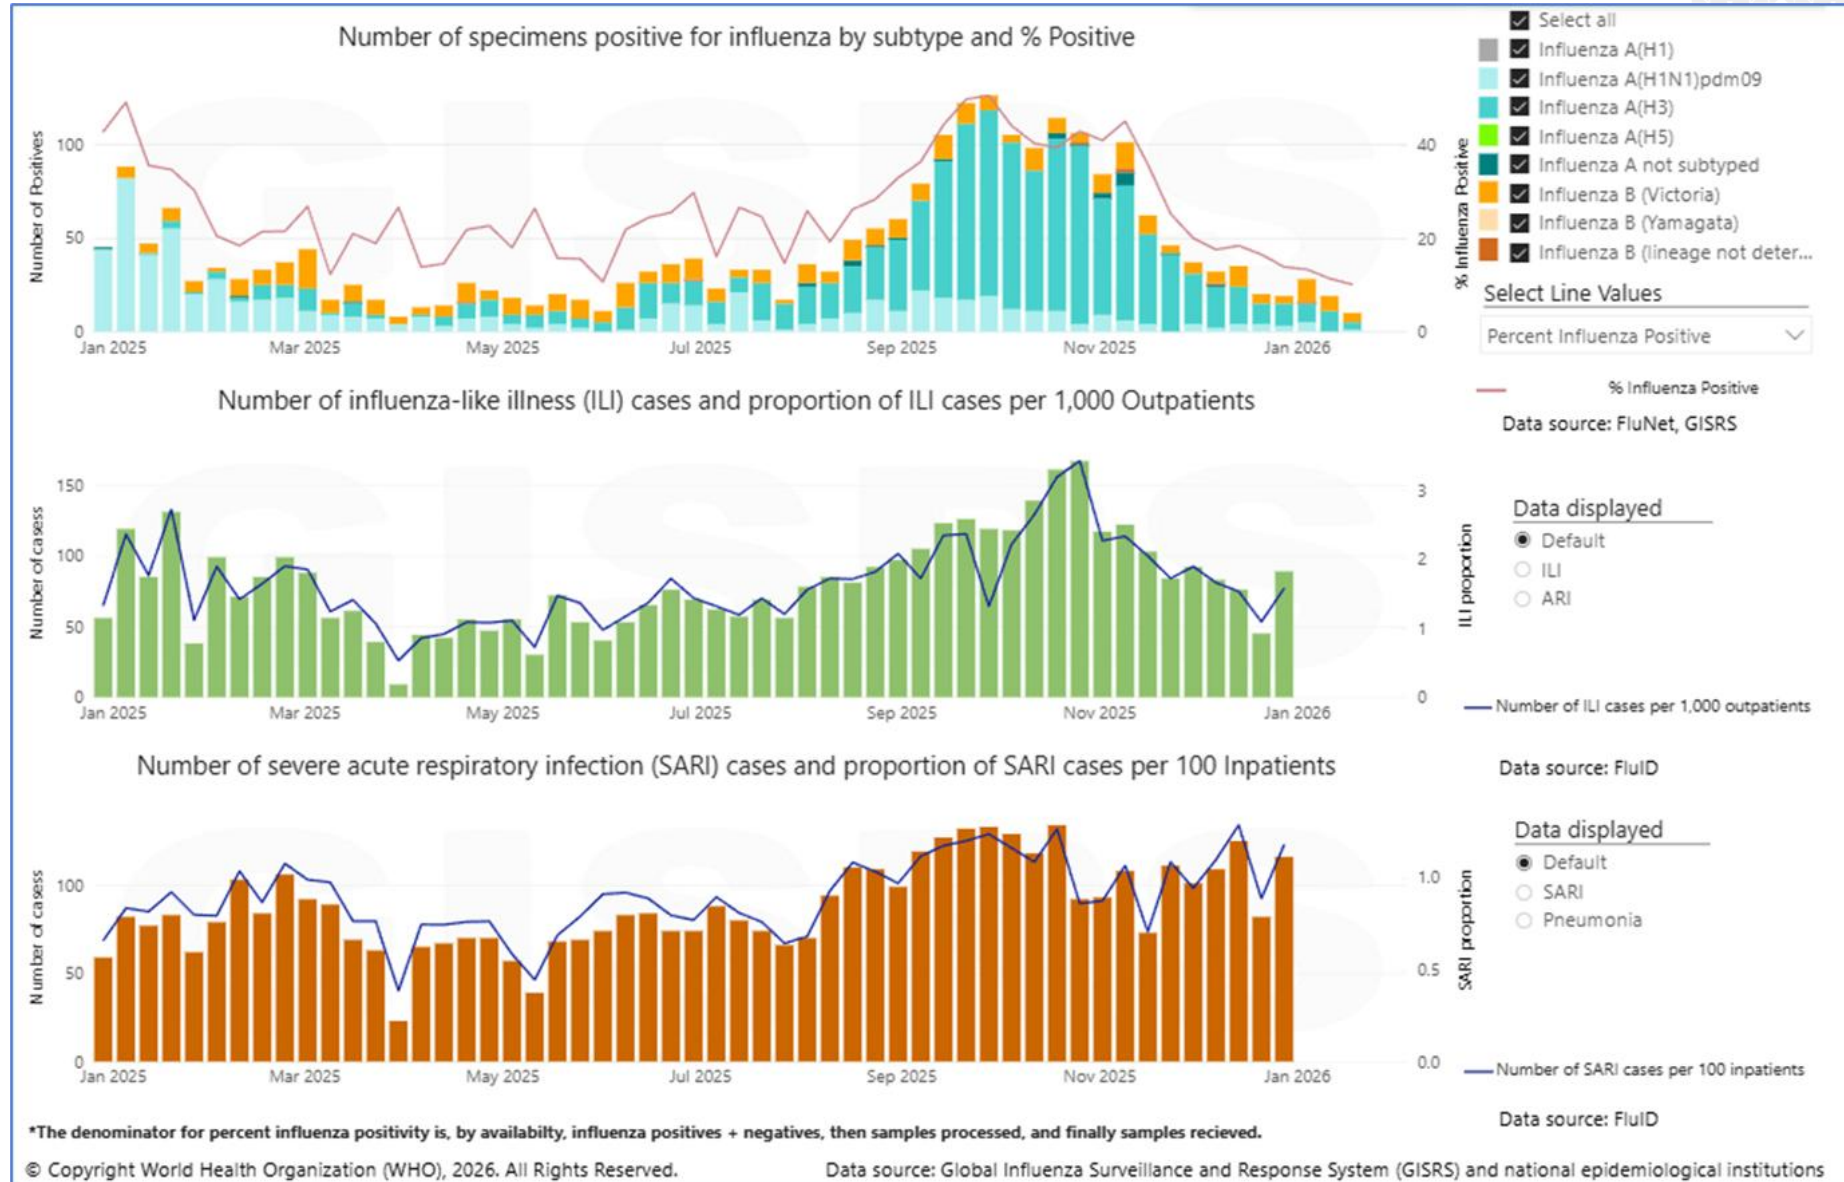 Number of specimens positive for influenza by subtype and % Positive
Number of Positives
100
50
0
40
20
0
% Influenza Positive
Jan 2025 Mar 2025 May 2025 Jul 2025 Sep 2025 Nov 2025 Jan 2026
Select all
Influenza A(H1)
Influenza A(H1N1)pdm09
Influenza A(H3)
Influenza A(H5)
Influenza A not subtyped
Influenza B (Victoria)
Influenza B (Yamagata)
Influenza B (lineage not deter...
Select Line Values
Percent Influenza Positive
% Influenza Positive
Data source: FluNet, GISRS
Number of influenza-like illness (ILI) cases and proportion of ILI cases per 1,000 Outpatients
Number of casess
150
100
50
0
3
2
1
0
ILI proportion
Jan 2025 Mar 2025 May 2025 Jul 2025 Sep 2025 Nov 2025 Jan 2026
Data displayed
Default
ILI
ARI
Number of ILI cases per 1,000 outpatients
Data source: FluID
Number of severe acute respiratory infection (SARI) cases and proportion of SARI cases per 100 Inpatients
Number of casess
100
50
0
1.0
0.5
0.0
SARI proportion
Jan 2025 Mar 2025 May 2025 Jul 2025 Sep 2025 Nov 2025 Jan 2026
Data displayed
Default
SARI
Pneumonia
Number of SARI cases per 100 inpatients
Data source: FluID
GISRS
GISRS
GISRS
*The denominator for percent influenza positivity is, by availabilty, influenza positives + negatives, then samples processed, and finally samples recieved.
© Copyright World Health Organization (WHO), 2026. All Rights Reserved.
Data source: Global Influenza Surveillance and Response System (GISRS) and national epidemiological institutions